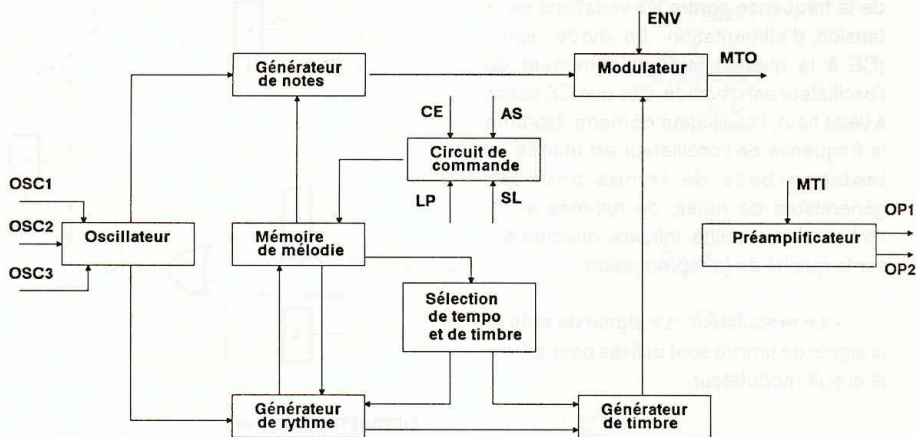 ENV
MTO
Générateur
de notes
Modulateur
CE
AS
Circuit de
commande
LP
SL
MTI
OSC1
OSC2
OSC3
Oscillateur
Mémoire
de mélodie
Préamplificateur
OP1
OP2
Sélection
de tempo
et de timbre
Générateur
de rythme
Générateur
de timbre